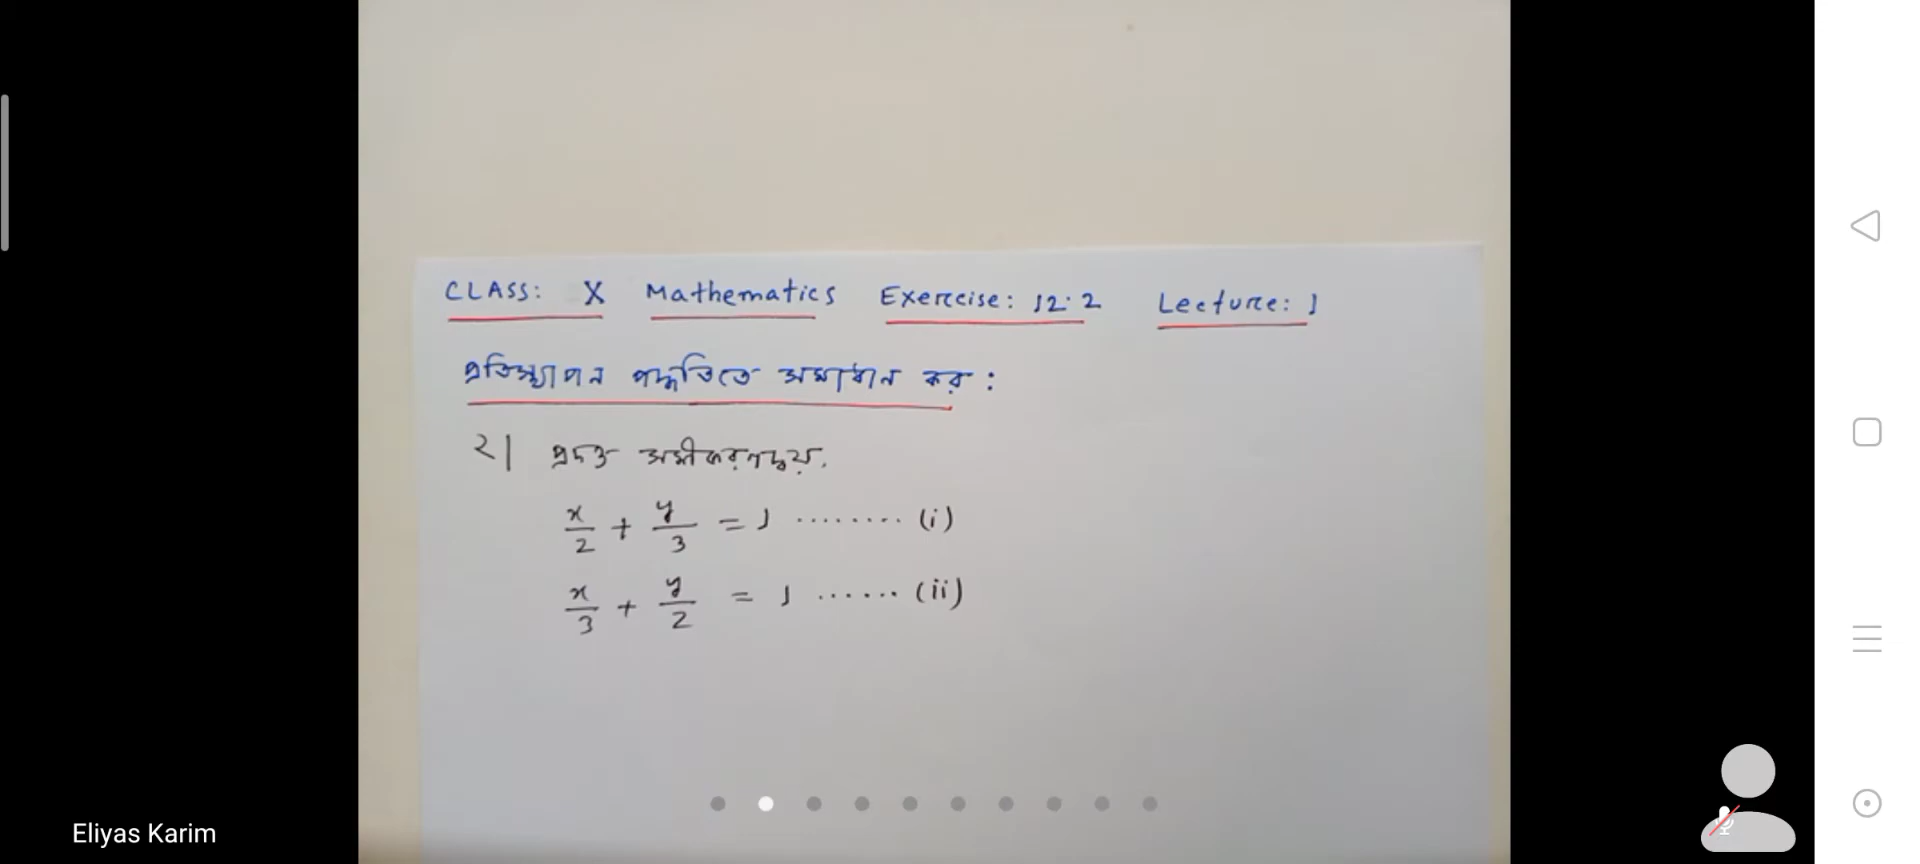 CLASS: X Mathematics Exercise: 12.2 Lecture: 1
প্রতিস্থাপন পদ্ধতিতে সমাধান কর :
২| প্রদত্ত সমীকরণদ্বয়,
x/2 + y/3 = 1 ......... (i)
x/3 + y/2 = 1 ...... (ii)
Eliyas Karim